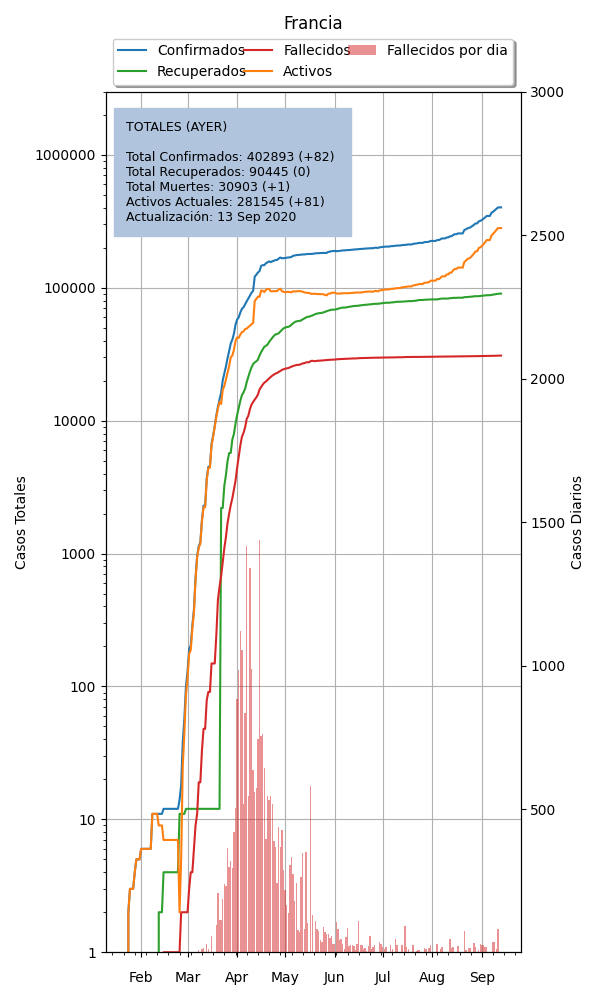 Francia
Confirmados
Fallecidos
Fallecidos por dia
Recuperados
Activos
TOTALES (AYER)
Total Confirmados: 402893 (+82)
Total Recuperados: 90445 (0)
Total Muertes: 30903 (+1)
Activos Actuales: 281545 (+81)
Actualización: 13 Sep 2020
Casos Totales
1000000
100000
10000
1000
100
10
1
Casos Diarios
3000
2500
2000
1500
1000
500
Feb Mar Apr May Jun Jul Aug Sep